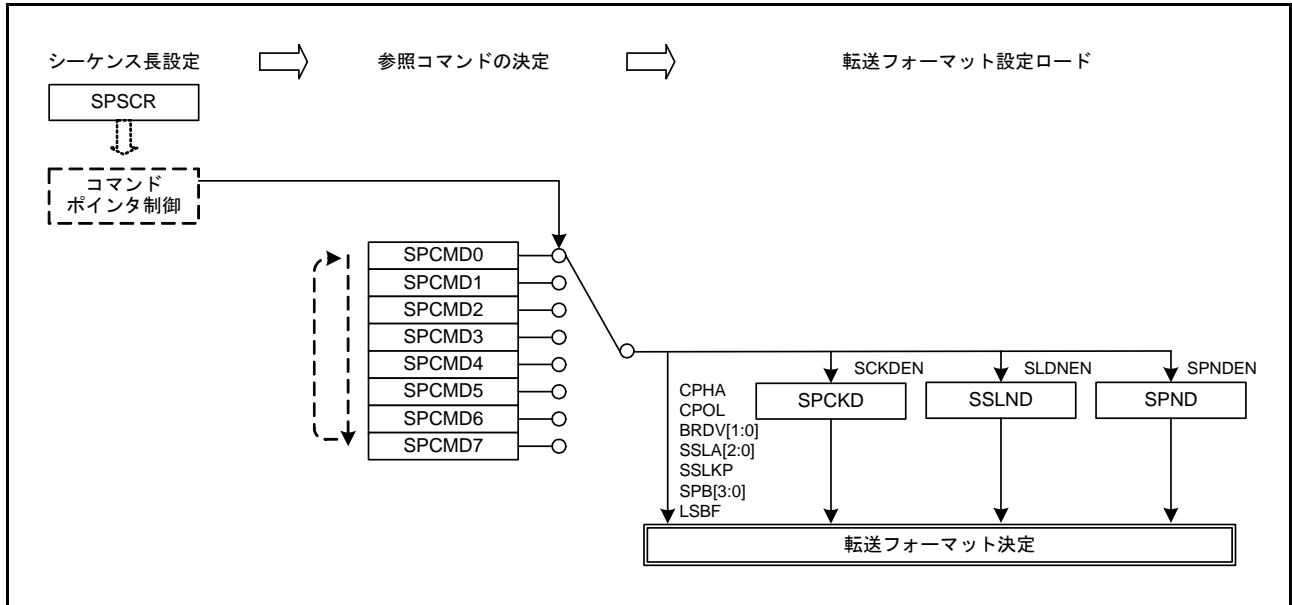 シーケンス長設定
参照コマンドの決定
転送フォーマット設定ロード
SPSCR
コマンド
ポインタ制御
SPCMD0
SPCMD1
SPCMD2
SPCMD3
SPCMD4
SPCMD5
SPCMD6
SPCMD7
SCKDEN
SLDNEN
SPNDEN
CPHA
CPOL
BRDV[1:0]
SSLA[2:0]
SSLKP
SPB[3:0]
LSBF
SPCKD
SSLND
SPND
転送フォーマット決定